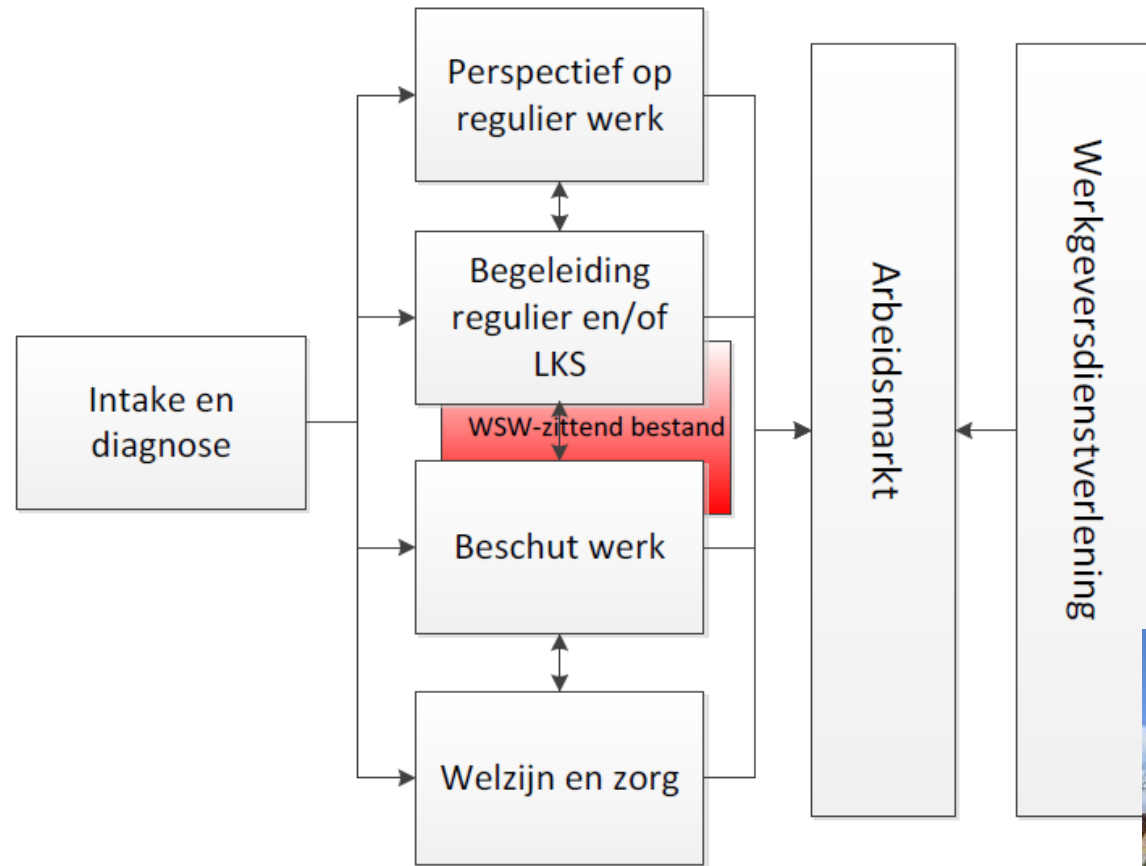 Perspectief op
regulier werk
Begeleiding
regulier en/of
LKS
Intake en
diagnose
WSW-zittend bestand
Beschut werk
Welzijn en zorg
Arbeidsmarkt
Werkgeversdienstverlening